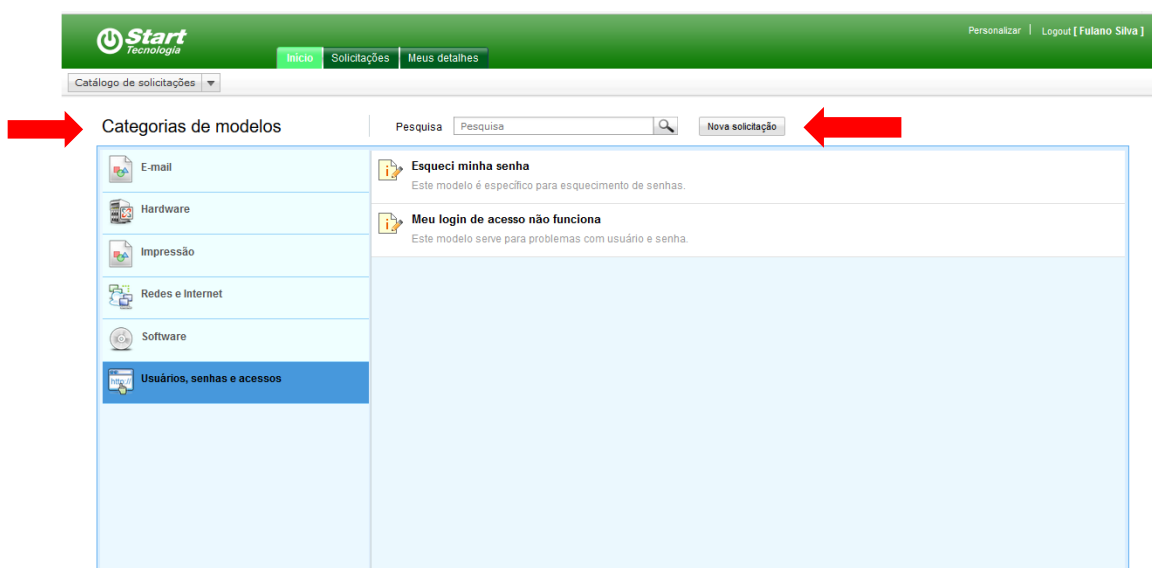 Start
Tecnologia
Personalizar | Logout [ Fulano Silva ]
Início Solicitações Meus detalhes
Catálogo de solicitações
Categorias de modelos
Pesquisa Pesquisa Nova solicitação
E-mail
Hardware
Impressão
Redes e Internet
Software
http://
Usuários, senhas e acessos
Esqueci minha senha
Este modelo é específico para esquecimento de senhas.
Meu login de acesso não funciona
Este modelo serve para problemas com usuário e senha.